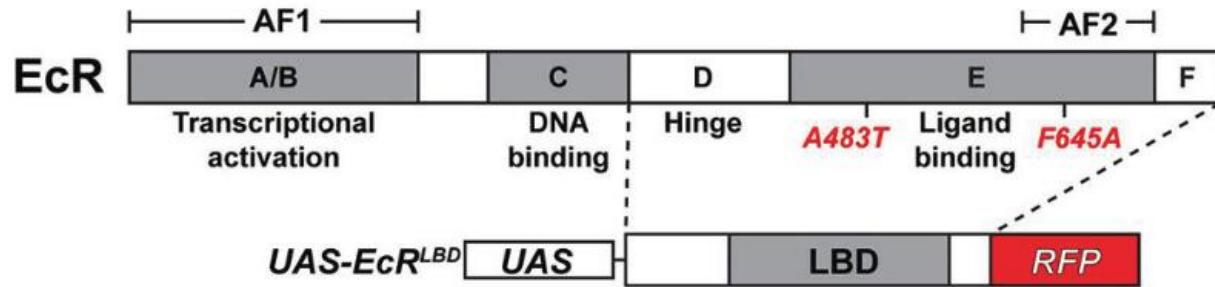 AF1 AF2
EcR A/B C D E F
Transcriptional activation DNA binding Hinge A483T Ligand binding F645A
UAS-EcR^LBD UAS LBD RFP